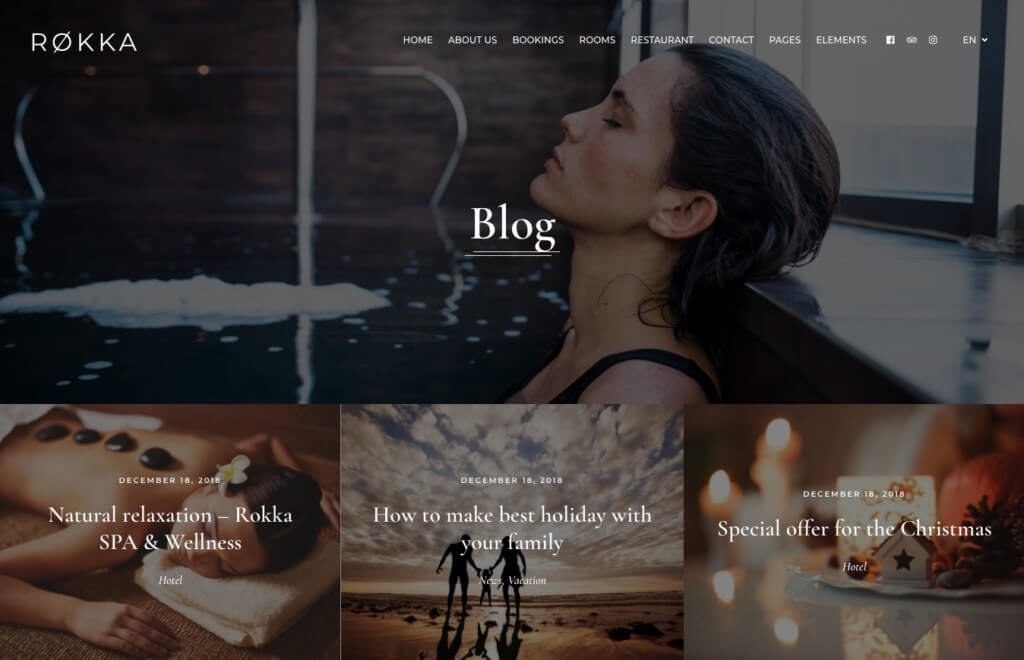 RØKKA
HOME ABOUT US BOOKINGS ROOMS RESTAURANT CONTACT PAGES ELEMENTS EN
Blog
DECEMBER 18, 2018
Natural relaxation – Rokka
SPA & Wellness
Hotel
DECEMBER 18, 2018
How to make best holiday with
your family
News, Vacation
DECEMBER 18, 2018
Special offer for the Christmas
Hotel